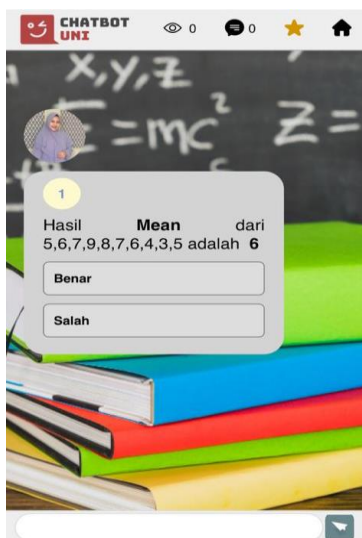 CHATBOT
UNI
0
0
X,Y,Z
E=mc² Z=
1
Hasil Mean dari
5,6,7,9,8,7,6,4,3,5 adalah 6
Benar
Salah